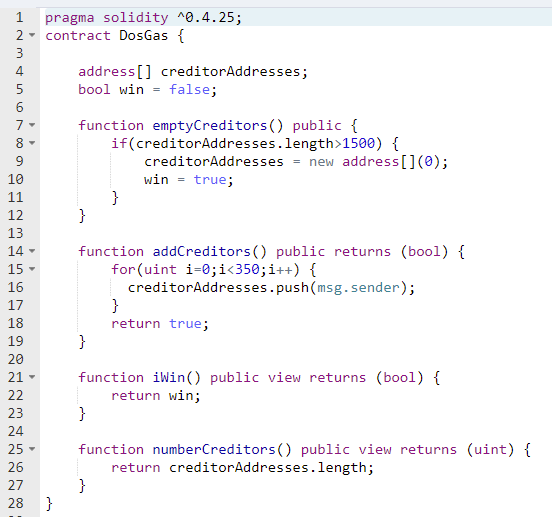 1 pragma solidity ^0.4.25;
2 contract DosGas {
3
4     address[] creditorAddresses;
5     bool win = false;
6
7     function emptyCreditors() public {
8         if(creditorAddresses.length>1500) {
9             creditorAddresses = new address[](0);
10             win = true;
11         }
12     }
13
14     function addCreditors() public returns (bool) {
15         for(uint i=0;i<350;i++) {
16           creditorAddresses.push(msg.sender);
17         }
18         return true;
19     }
20
21     function iWin() public view returns (bool) {
22         return win;
23     }
24
25     function numberCreditors() public view returns (uint) {
26         return creditorAddresses.length;
27     }
28 }